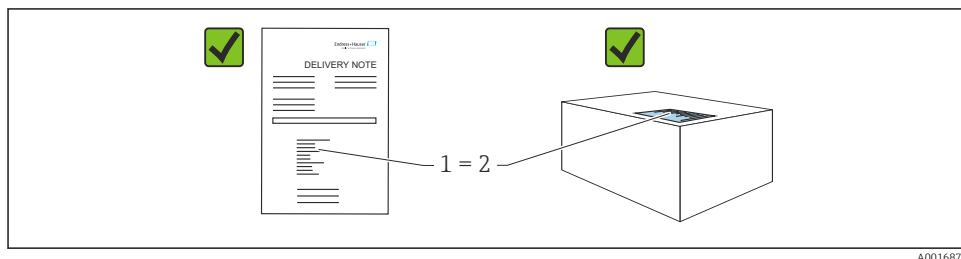 Endress+Hauser
DELIVERY NOTE
1 = 2
A001687